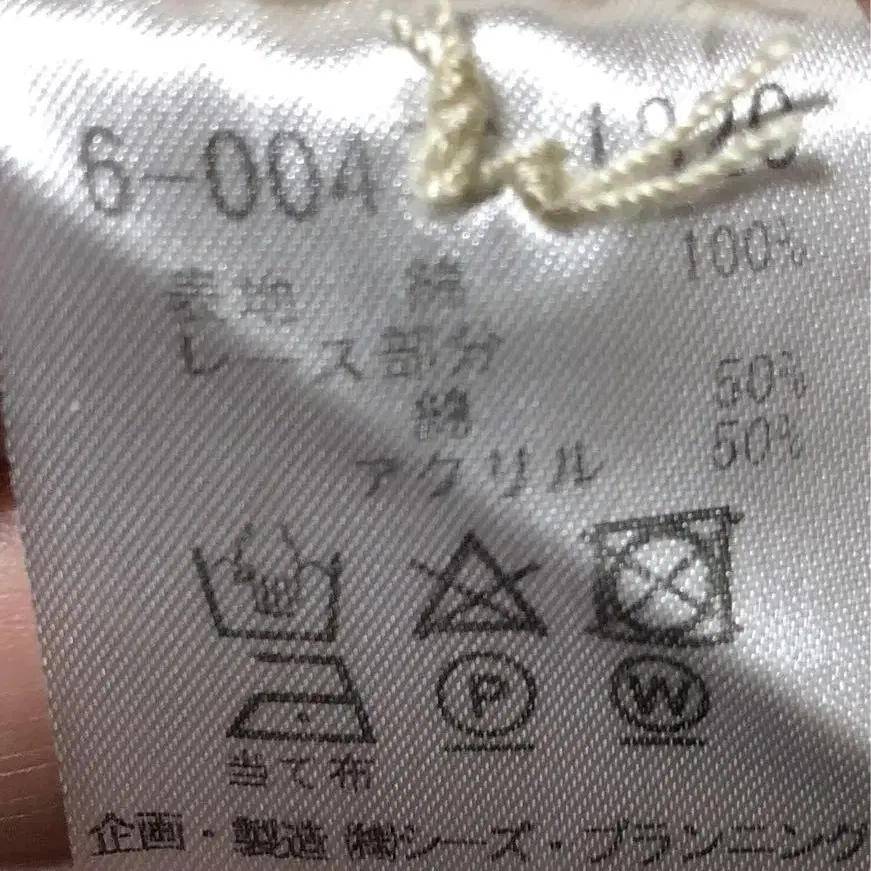 6-004
表地 綿 100%
レース部分
綿 50%
アクリル 50%
P W
当て布
企画・製造 ㈱シーズ・プランニング